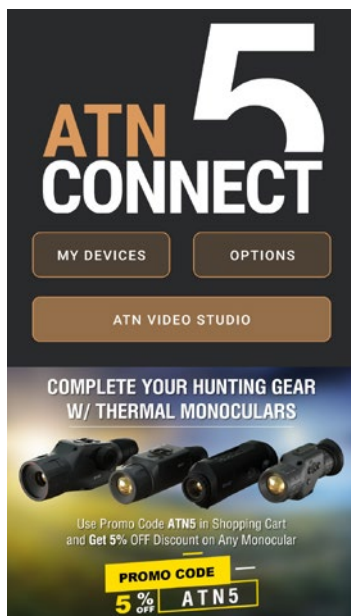 ATN 5
CONNECT
MY DEVICES
OPTIONS
ATN VIDEO STUDIO
COMPLETE YOUR HUNTING GEAR
W/ THERMAL MONOCULARS
Use Promo Code ATN5 in Shopping Cart
and Get 5% OFF Discount on Any Monocular
PROMO CODE
5% OFF ATN5